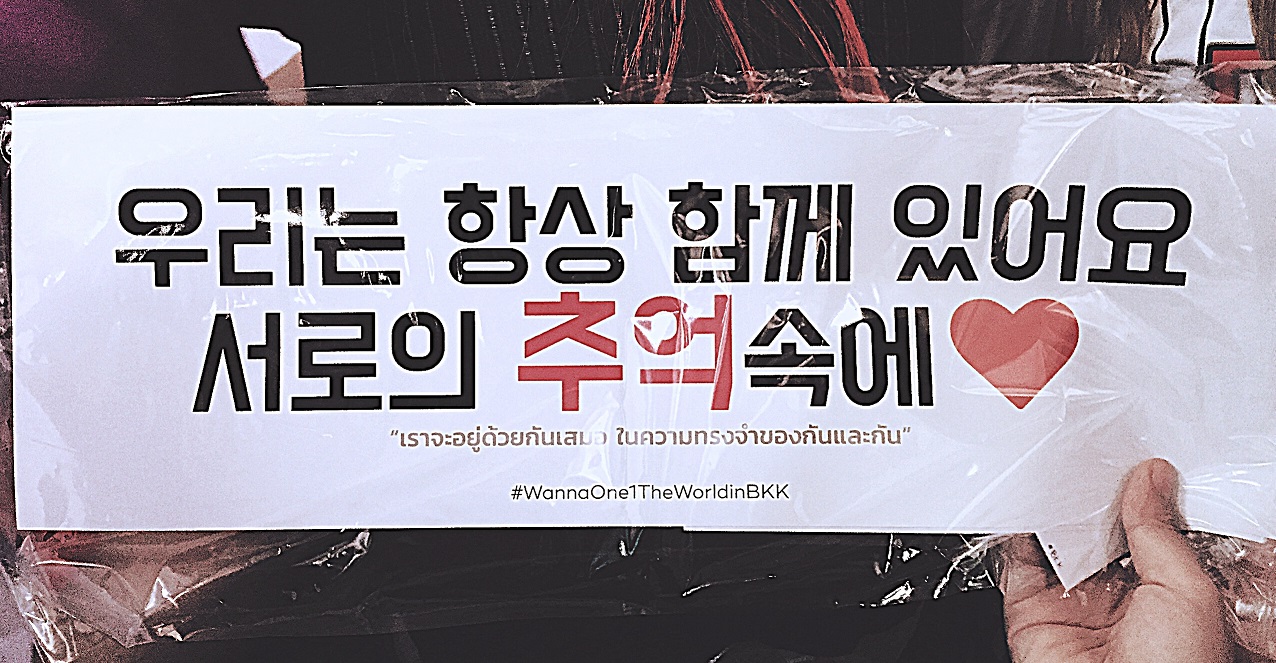 우리는 항상 함께 있어요
서로의 추억속에
“เราจะอยู่ด้วยกันเสมอ ในความทรงจำของกันและกัน”
#WannaOne1TheWorldinBKK